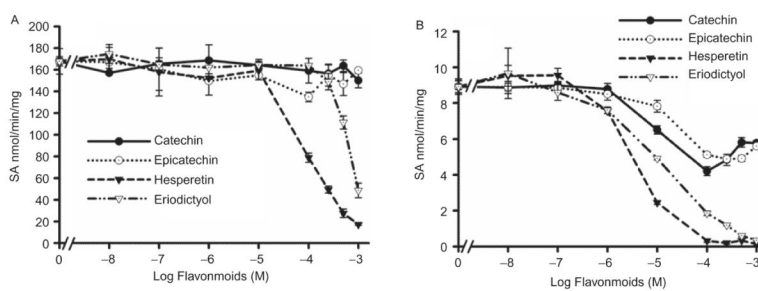 A
200
180
160
140
120
100
80
60
40
20
0
SA nmol/min/mg
Catechin
Epicatechin
Hesperetin
Eriodictyol
0 –8 –7 –6 –5 –4 –3
Log Flavonmoids (M)
B
12
10
8
6
4
2
0
SA nmol/min/mg
Catechin
Epicatechin
Hesperetin
Eriodictyol
0 –8 –7 –6 –5 –4 –3
Log Flavonmoids (M)